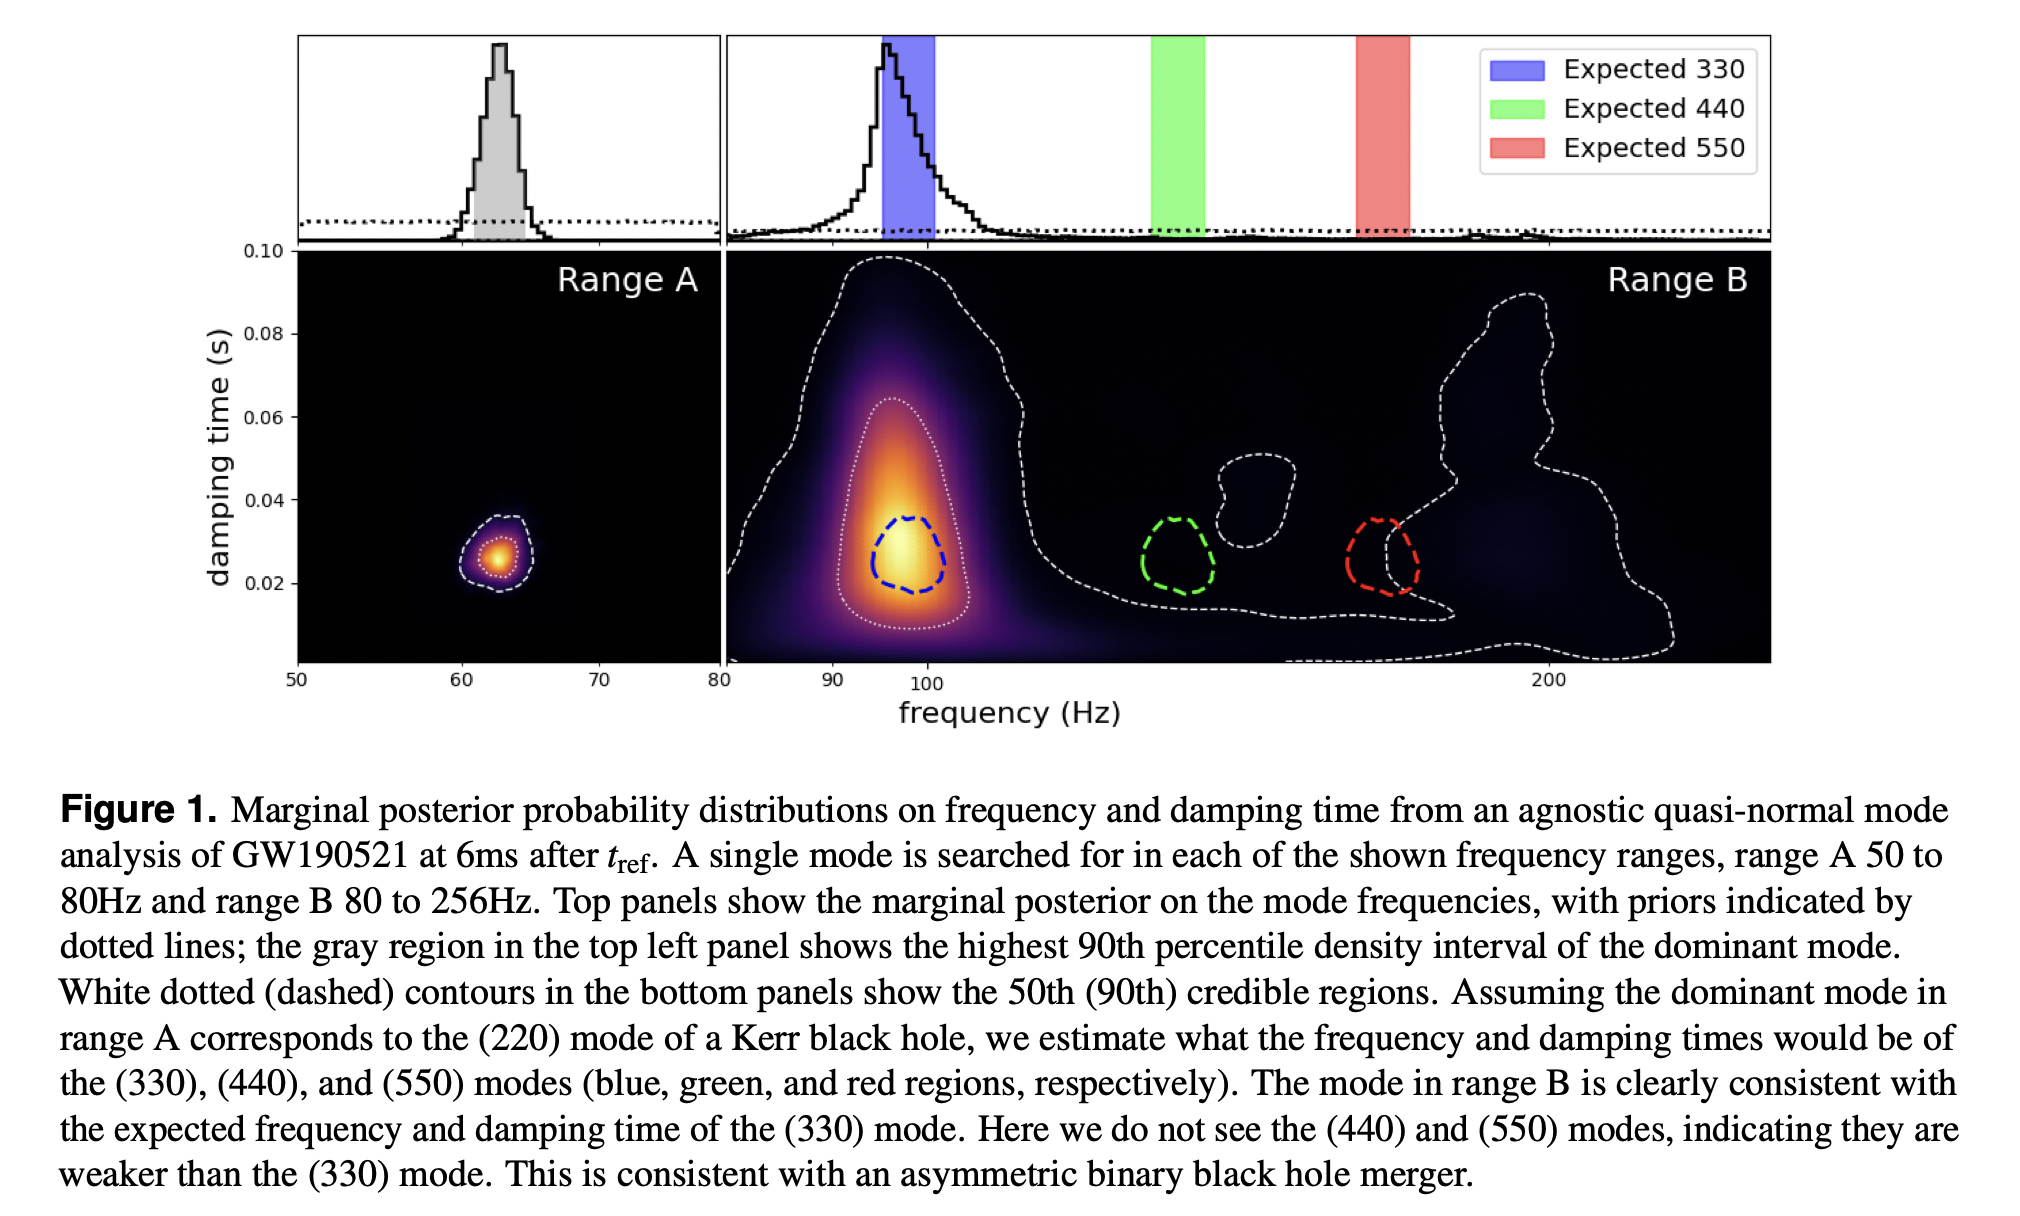 Expected 330
Expected 440
Expected 550
Range A
Range B
0.10
0.08
0.06
0.04
0.02
damping time (s)
50 60 70 80 90 100 200
frequency (Hz)
Figure 1. Marginal posterior probability distributions on frequency and damping time from an agnostic quasi-normal mode
analysis of GW190521 at 6ms after tref. A single mode is searched for in each of the shown frequency ranges, range A 50 to
80Hz and range B 80 to 256Hz. Top panels show the marginal posterior on the mode frequencies, with priors indicated by
dotted lines; the gray region in the top left panel shows the highest 90th percentile density interval of the dominant mode.
White dotted (dashed) contours in the bottom panels show the 50th (90th) credible regions. Assuming the dominant mode in
range A corresponds to the (220) mode of a Kerr black hole, we estimate what the frequency and damping times would be of
the (330), (440), and (550) modes (blue, green, and red regions, respectively). The mode in range B is clearly consistent with
the expected frequency and damping time of the (330) mode. Here we do not see the (440) and (550) modes, indicating they are
weaker than the (330) mode. This is consistent with an asymmetric binary black hole merger.